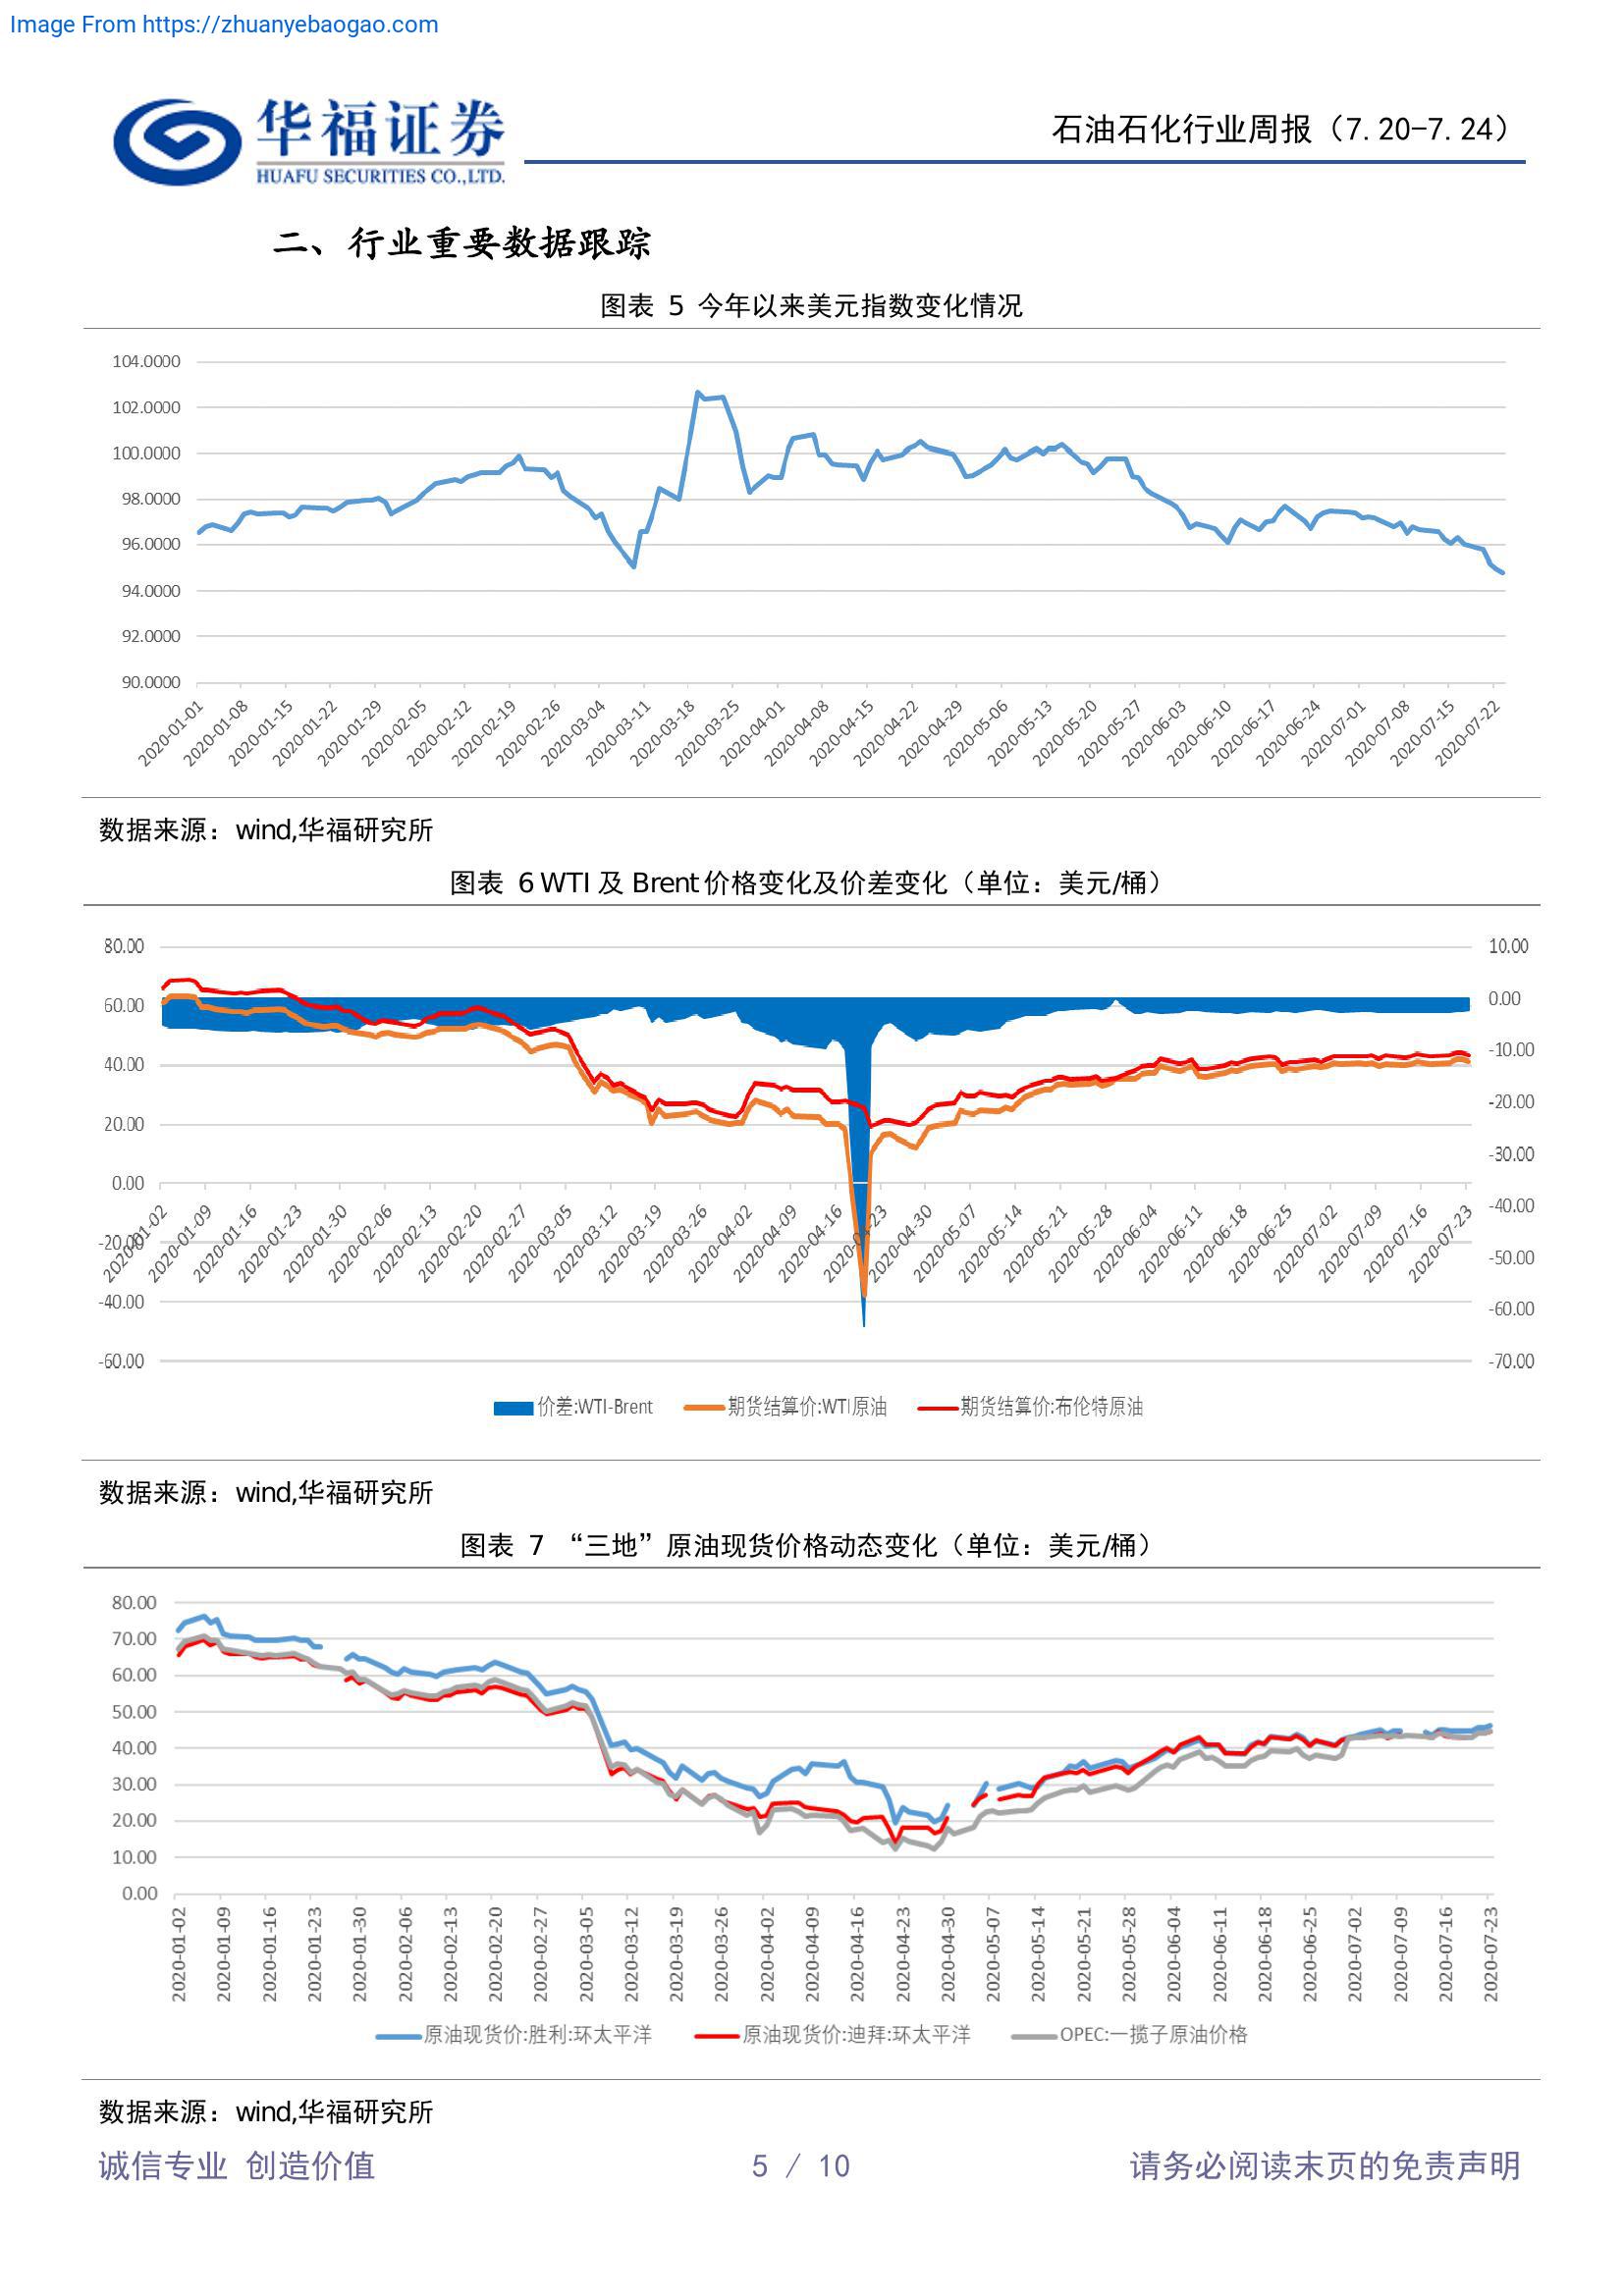 Image From https://zhuanyebaogao.com
华福证券
HUAFU SECURITIES CO.,LTD.
石油石化行业周报（7.20-7.24）
二、行业重要数据跟踪
图表 5 今年以来美元指数变化情况
104.0000
102.0000
100.0000
98.0000
96.0000
94.0000
92.0000
90.0000
2020-01-01 2020-01-08 2020-01-15 2020-01-22 2020-01-29 2020-02-05 2020-02-12 2020-02-19 2020-02-26 2020-03-04 2020-03-11 2020-03-18 2020-03-25 2020-04-01 2020-04-08 2020-04-15 2020-04-22 2020-04-29 2020-05-06 2020-05-13 2020-05-20 2020-05-27 2020-06-03 2020-06-10 2020-06-17 2020-06-24 2020-07-01 2020-07-08 2020-07-15 2020-07-22
数据来源：wind,华福研究所
图表 6 WTI 及 Brent 价格变化及价差变化（单位：美元/桶）
80.00 10.00
60.00 0.00
40.00 -10.00
20.00 -20.00
0.00 -30.00
-20.00 -40.00
-40.00 -50.00
-60.00 -60.00
-70.00
2020-01-02 2020-01-09 2020-01-16 2020-01-23 2020-01-30 2020-02-06 2020-02-13 2020-02-20 2020-02-27 2020-03-05 2020-03-12 2020-03-19 2020-03-26 2020-04-02 2020-04-09 2020-04-16 2020-04-23 2020-04-30 2020-05-07 2020-05-14 2020-05-21 2020-05-28 2020-06-04 2020-06-11 2020-06-18 2020-06-25 2020-07-02 2020-07-09 2020-07-16 2020-07-23
价差:WTI-Brent 期货结算价:WTI原油 期货结算价:布伦特原油
数据来源：wind,华福研究所
图表 7 “三地”原油现货价格动态变化（单位：美元/桶）
80.00
70.00
60.00
50.00
40.00
30.00
20.00
10.00
0.00
2020-01-02 2020-01-09 2020-01-16 2020-01-23 2020-01-30 2020-02-06 2020-02-13 2020-02-20 2020-02-27 2020-03-05 2020-03-12 2020-03-19 2020-03-26 2020-04-02 2020-04-09 2020-04-16 2020-04-23 2020-04-30 2020-05-07 2020-05-14 2020-05-21 2020-05-28 2020-06-04 2020-06-11 2020-06-18 2020-06-25 2020-07-02 2020-07-09 2020-07-16 2020-07-23
原油现货价:胜利:环太平洋 原油现货价:迪拜:环太平洋 OPEC:一揽子原油价格
数据来源：wind,华福研究所
诚信专业 创造价值 5 / 10 请务必阅读末页的免责声明